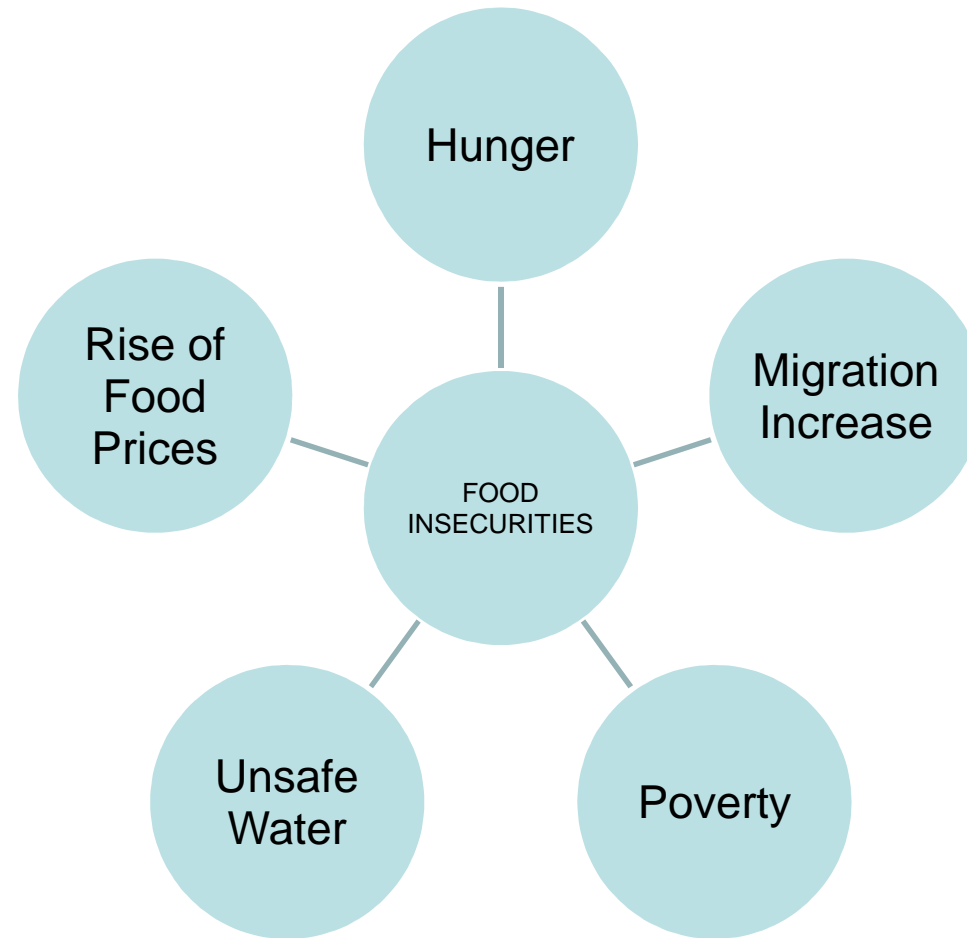 Hunger
Rise of
Food
Prices
Migration
Increase
FOOD
INSECURITIES
Unsafe
Water
Poverty